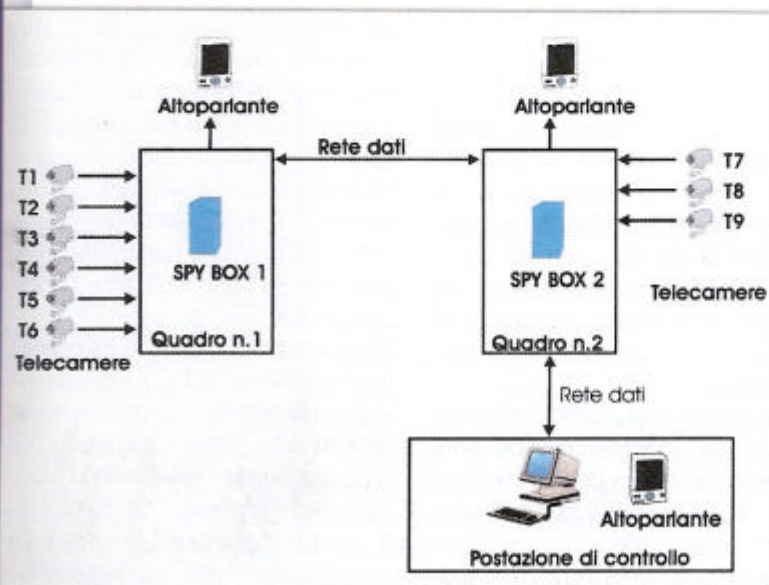 Altoparlante
Altoparlante
Rete dati
T1
T2
T3
T4
T5
T6
Telecamere
SPY BOX 1
Quadro n.1
SPY BOX 2
Quadro n.2
T7
T8
T9
Telecamere
Rete dati
Altoparlante
Postazione di controllo